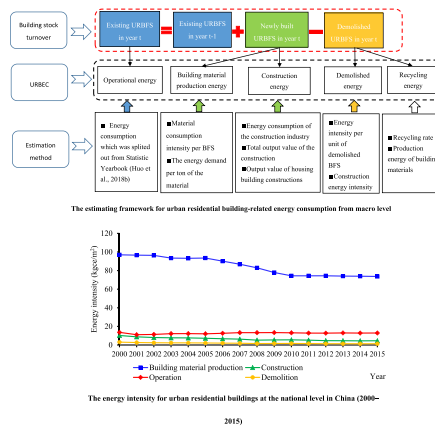 Building stock
turnover
Existing URBFS
in year t
=
Existing URBFS
in year t-1
+
Newly built
URBFS in year t
−
Demolished
URBFS in year t
URBEC
Operational energy
Building material
production energy
Construction
energy
Demolished
energy
Recycling
energy
Estimation
method
■ Energy
consumption
which was splited
out from Statistic
Yearbook (Huo et
al., 2018b)
■ Material
consumption
intensity per BFS
■ The energy demand
per ton of the
material
■Energy consumption of
the construction industry
■ Total output value of the
construction
■Output value of housing
building constructions
■Energy
intensity per
unit of
demolished
BFS
■Construction
energy intensity
■Recycling rate
■Production
energy of building
materials
The estimating framework for urban residential building-related energy consumption from macro level
Energy intensity (kgce/m²)
120
100
80
60
40
20
0
2000 2001 2002 2003 2004 2005 2006 2007 2008 2009 2010 2011 2012 2013 2014 2015
Year
Building material production
Construction
Operation
Demolition
The energy intensity for urban residential buildings at the national level in China (2000–
2015)